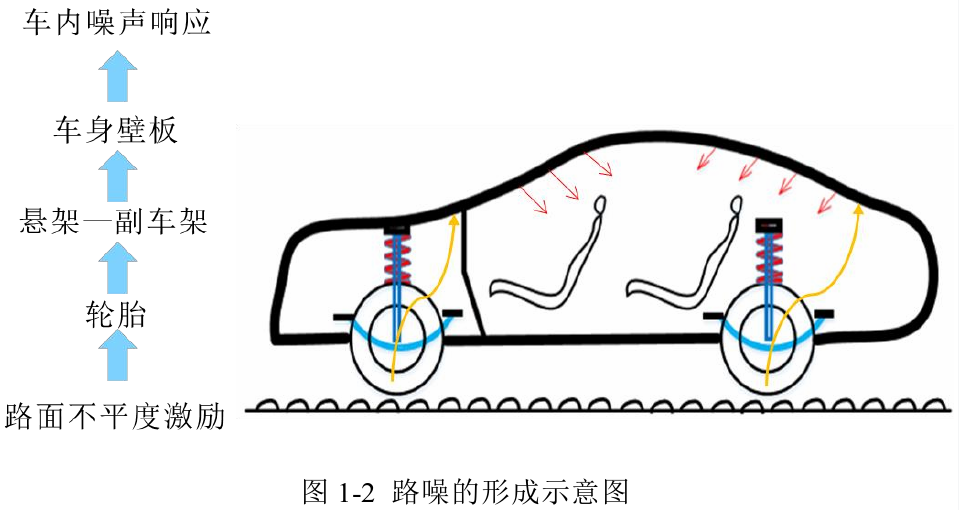 车内噪声响应
车身壁板
悬架—副车架
轮胎
路面不平度激励
图 1-2 路噪的形成示意图